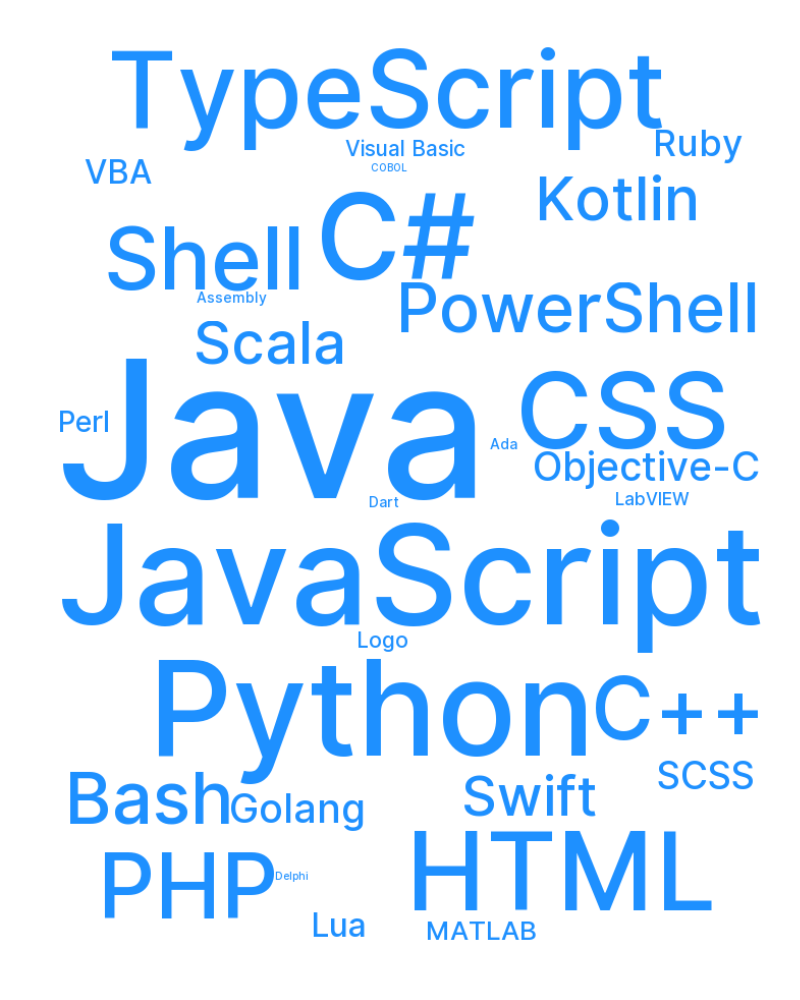 TypeScript
Ruby
Visual Basic
VBA
COBOL
Kotlin
C#
Shell
Assembly
PowerShell
Scala
Java
CSS
Perl
Ada
Objective-C
LabVIEW
Dart
JavaScript
Logo
Python
C++
SCSS
Bash
Swift
Golang
HTML
PHP
Delphi
Lua
MATLAB